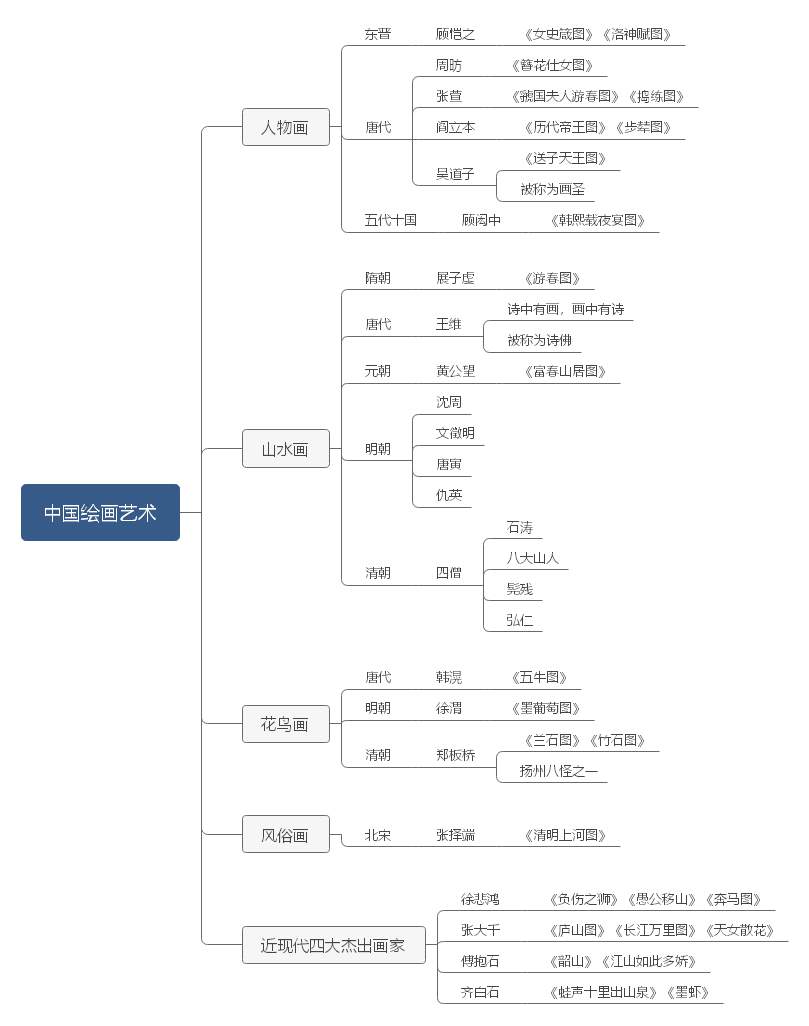 中国绘画艺术
人物画
东晋 顾恺之 《女史箴图》《洛神赋图》
唐代
周昉 《簪花仕女图》
张萱 《虢国夫人游春图》《捣练图》
阎立本 《历代帝王图》《步辇图》
吴道子
《送子天王图》
被称为画圣
五代十国 顾闳中 《韩熙载夜宴图》
山水画
隋朝 展子虔 《游春图》
唐代 王维
诗中有画，画中有诗
被称为诗佛
元朝 黄公望 《富春山居图》
明朝
沈周
文徵明
唐寅
仇英
清朝 四僧
石涛
八大山人
髡残
弘仁
花鸟画
唐代 韩滉 《五牛图》
明朝 徐渭 《墨葡萄图》
清朝 郑板桥
《兰石图》《竹石图》
扬州八怪之一
风俗画
北宋 张择端 《清明上河图》
近现代四大杰出画家
徐悲鸿 《负伤之狮》《愚公移山》《奔马图》
张大千 《庐山图》《长江万里图》《天女散花》
傅抱石 《韶山》《江山如此多娇》
齐白石 《蛙声十里出山泉》《墨虾》